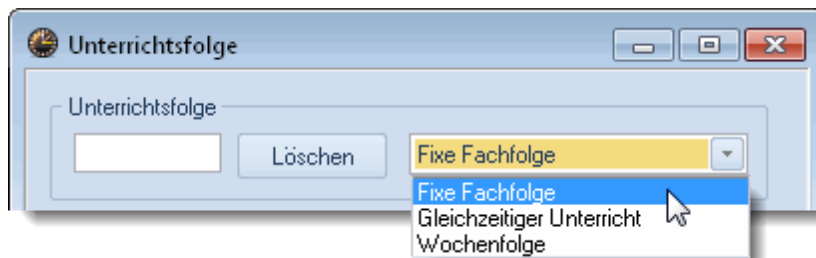 Unterrichtsfolge
Unterrichtsfolge
Löschen Fixe Fachfolge
Fixe Fachfolge
Gleichzeitiger Unterricht
Wochenfolge